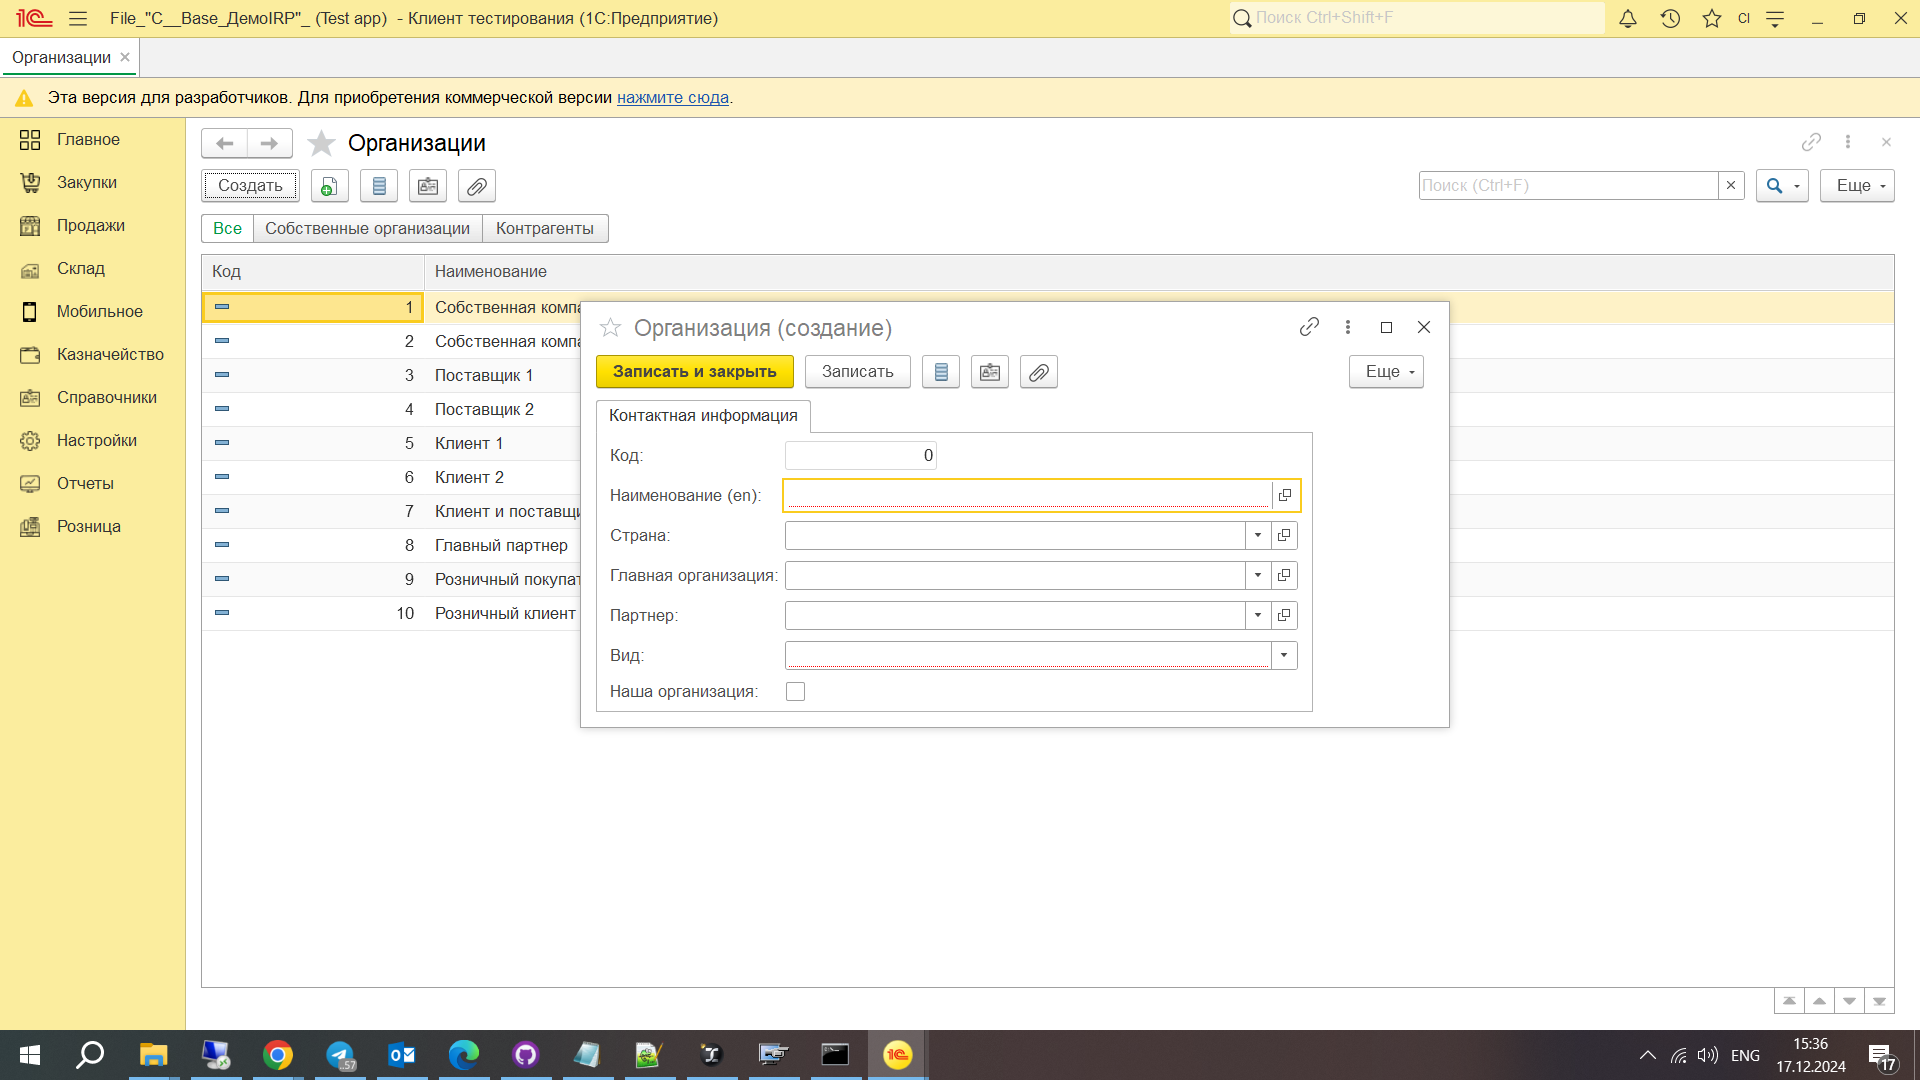 File_"C__Base_ДемоIRP"_ (Test app) - Клиент тестирования (1С:Предприятие)
Поиск Ctrl+Shift+F
CI
Организации
Эта версия для разработчиков. Для приобретения коммерческой версии нажмите сюда.
Главное
Закупки
Продажи
Склад
Мобильное
Казначейство
Справочники
Настройки
Отчеты
Розница
Организации
Создать
Поиск (Ctrl+F)
Еще
Все Собственные организации Контрагенты
Код Наименование
1 Собственная компа
2 Собственная компа
3 Поставщик 1
4 Поставщик 2
5 Клиент 1
6 Клиент 2
7 Клиент и поставщи
8 Главный партнер
9 Розничный покупат
10 Розничный клиент
Организация (создание)
Записать и закрыть Записать Еще
Контактная информация
Код: 0
Наименование (en):
Страна:
Главная организация:
Партнер:
Вид:
Наша организация:
..57
ENG
15:36
17.12.2024
17